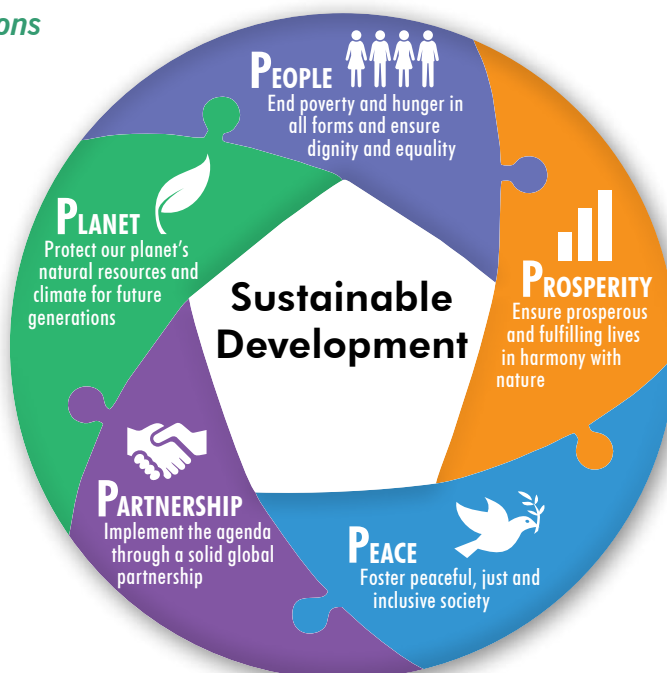 ons
PEOPLE
End poverty and hunger in
all forms and ensure
dignity and equality
PLANET
Protect our planet's
natural resources and
climate for future
generations
Sustainable
Development
PROSPERITY
Ensure prosperous
and fulfilling lives
in harmony with
nature
PARTNERSHIP
Implement the agenda
through a solid global
partnership
PEACE
Foster peaceful, just and
inclusive society